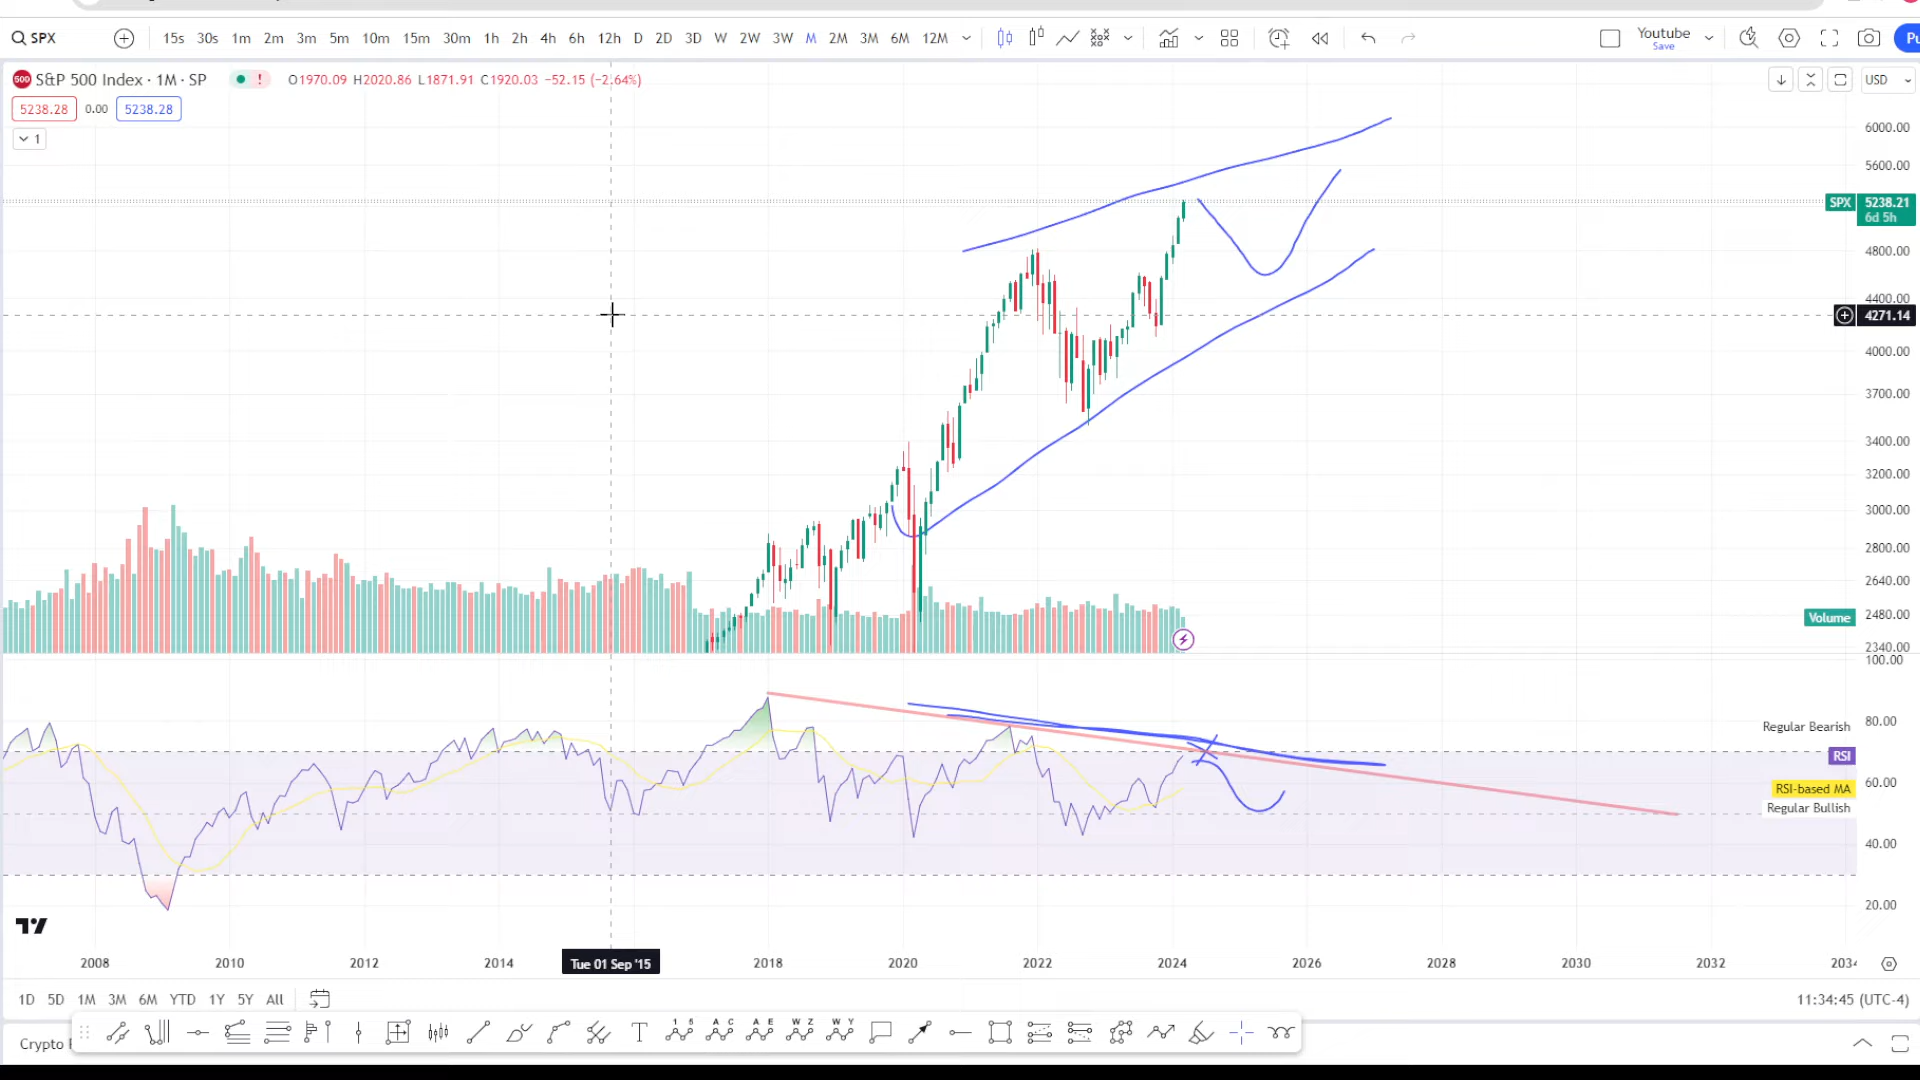 SPX 15s 30s 1m 2m 3m 5m 10m 15m 30m 1h 2h 4h 6h 12h D 2D 3D W 2W 3W M 2M 3M 6M 12M Youtube
Save
500 S&P 500 Index · 1M · SP ! O1970.09 H2020.86 L1871.91 C1920.03 −52.15 (−2.64%) USD
5238.28 0.00 5238.28
1
6000.00
5600.00
SPX 5238.21
6d 5h
4800.00
4400.00
4271.14
4000.00
3700.00
3400.00
3200.00
3000.00
2800.00
2640.00
Volume 2480.00
2340.00
100.00
80.00
Regular Bearish
RSI
60.00
RSI-based MA
Regular Bullish
40.00
20.00
2008 2010 2012 2014 Tue 01 Sep '15 2018 2020 2022 2024 2026 2028 2030 2032
1D 5D 1M 3M 6M YTD 1Y 5Y All 11:34:45 (UTC-4)
T
Crypto